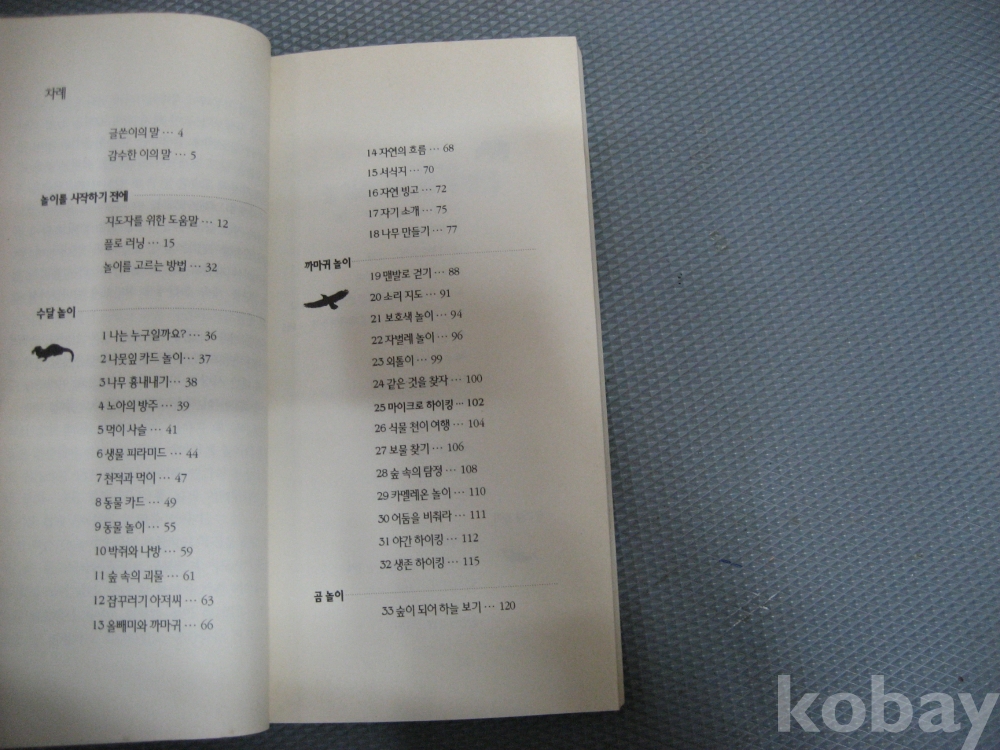 차례
글쓴이의 말 … 4
감수한 이의 말 … 5
놀이를 시작하기 전에
지도자를 위한 도움말 … 12
플로 러닝 … 15
놀이를 고르는 방법 … 32
수달 놀이
1 나는 누구일까요? … 36
2 나뭇잎 카드 놀이 … 37
3 나무 흉내내기 … 38
4 노아의 방주 … 39
5 먹이 사슬 … 41
6 생물 피라미드 … 44
7 천적과 먹이 … 47
8 동물 카드 … 49
9 동물 놀이 … 55
10 박쥐와 나방 … 59
11 숲 속의 괴물 … 61
12 잠꾸러기 아저씨 … 63
13 올빼미와 까마귀 … 66
14 자연의 흐름 … 68
15 서식지 … 70
16 자연 빙고 … 72
17 자기 소개 … 75
18 나무 만들기 … 77
까마귀 놀이
19 맨발로 걷기 … 88
20 소리 지도 … 91
21 보호색 놀이 … 94
22 자벌레 놀이 … 96
23 외톨이 … 99
24 같은 것을 찾자 … 100
25 마이크로 하이킹 … 102
26 식물 천이 여행 … 104
27 보물 찾기 … 106
28 숲 속의 탐정 … 108
29 카멜레온 놀이 … 110
30 어둠을 비춰라 … 111
31 야간 하이킹 … 112
32 생존 하이킹 … 115
곰 놀이
33 숲이 되어 하늘 보기 … 120
kobay